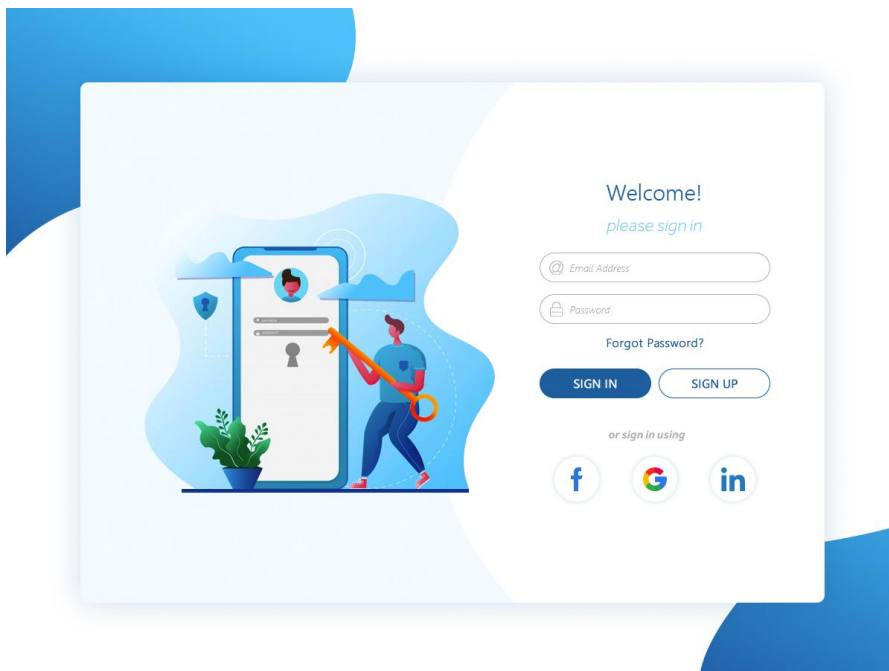 Welcome!
please sign in
@ Email Address
Password
Forgot Password?
SIGN IN
SIGN UP
or sign in using
f
G
in